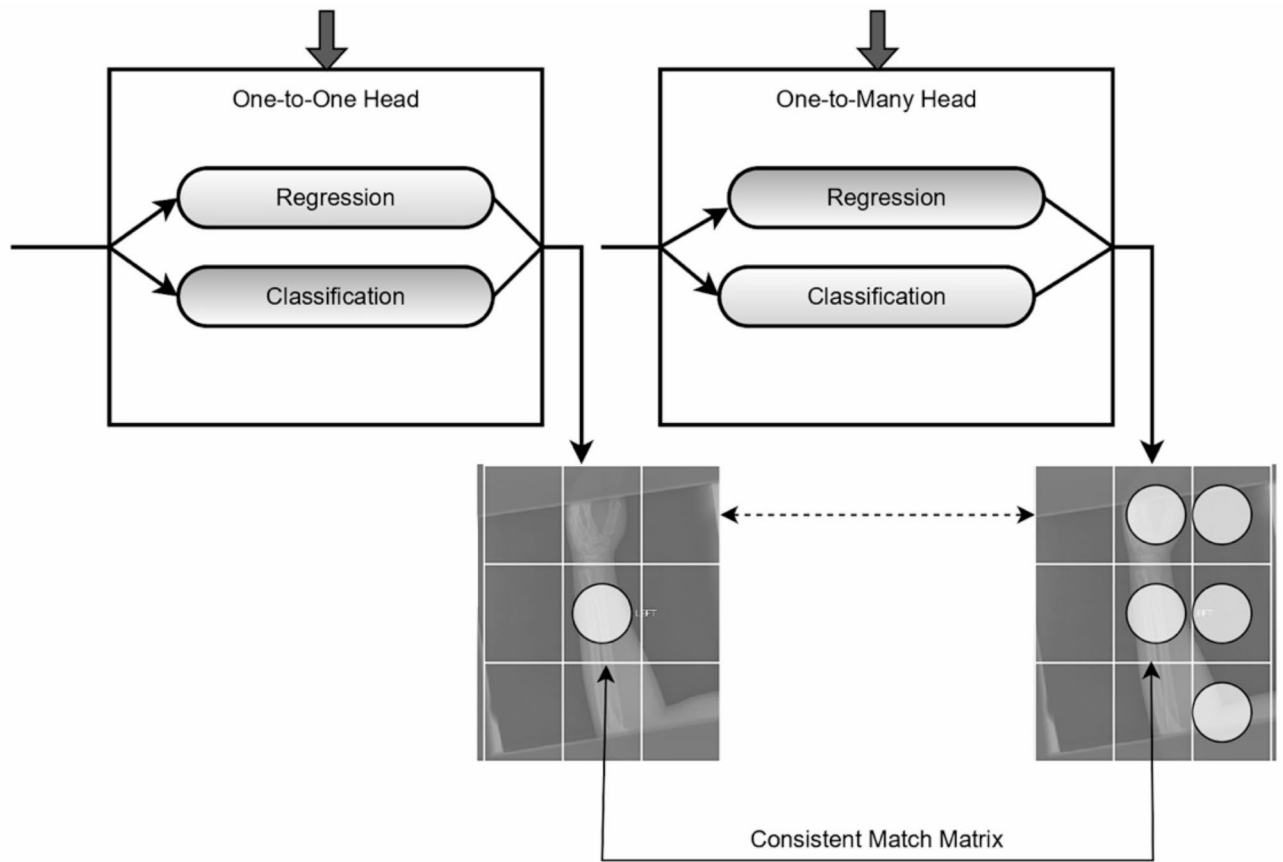 One-to-One Head
One-to-Many Head
Regression
Regression
Classification
Classification
LEFT
Consistent Match Matrix